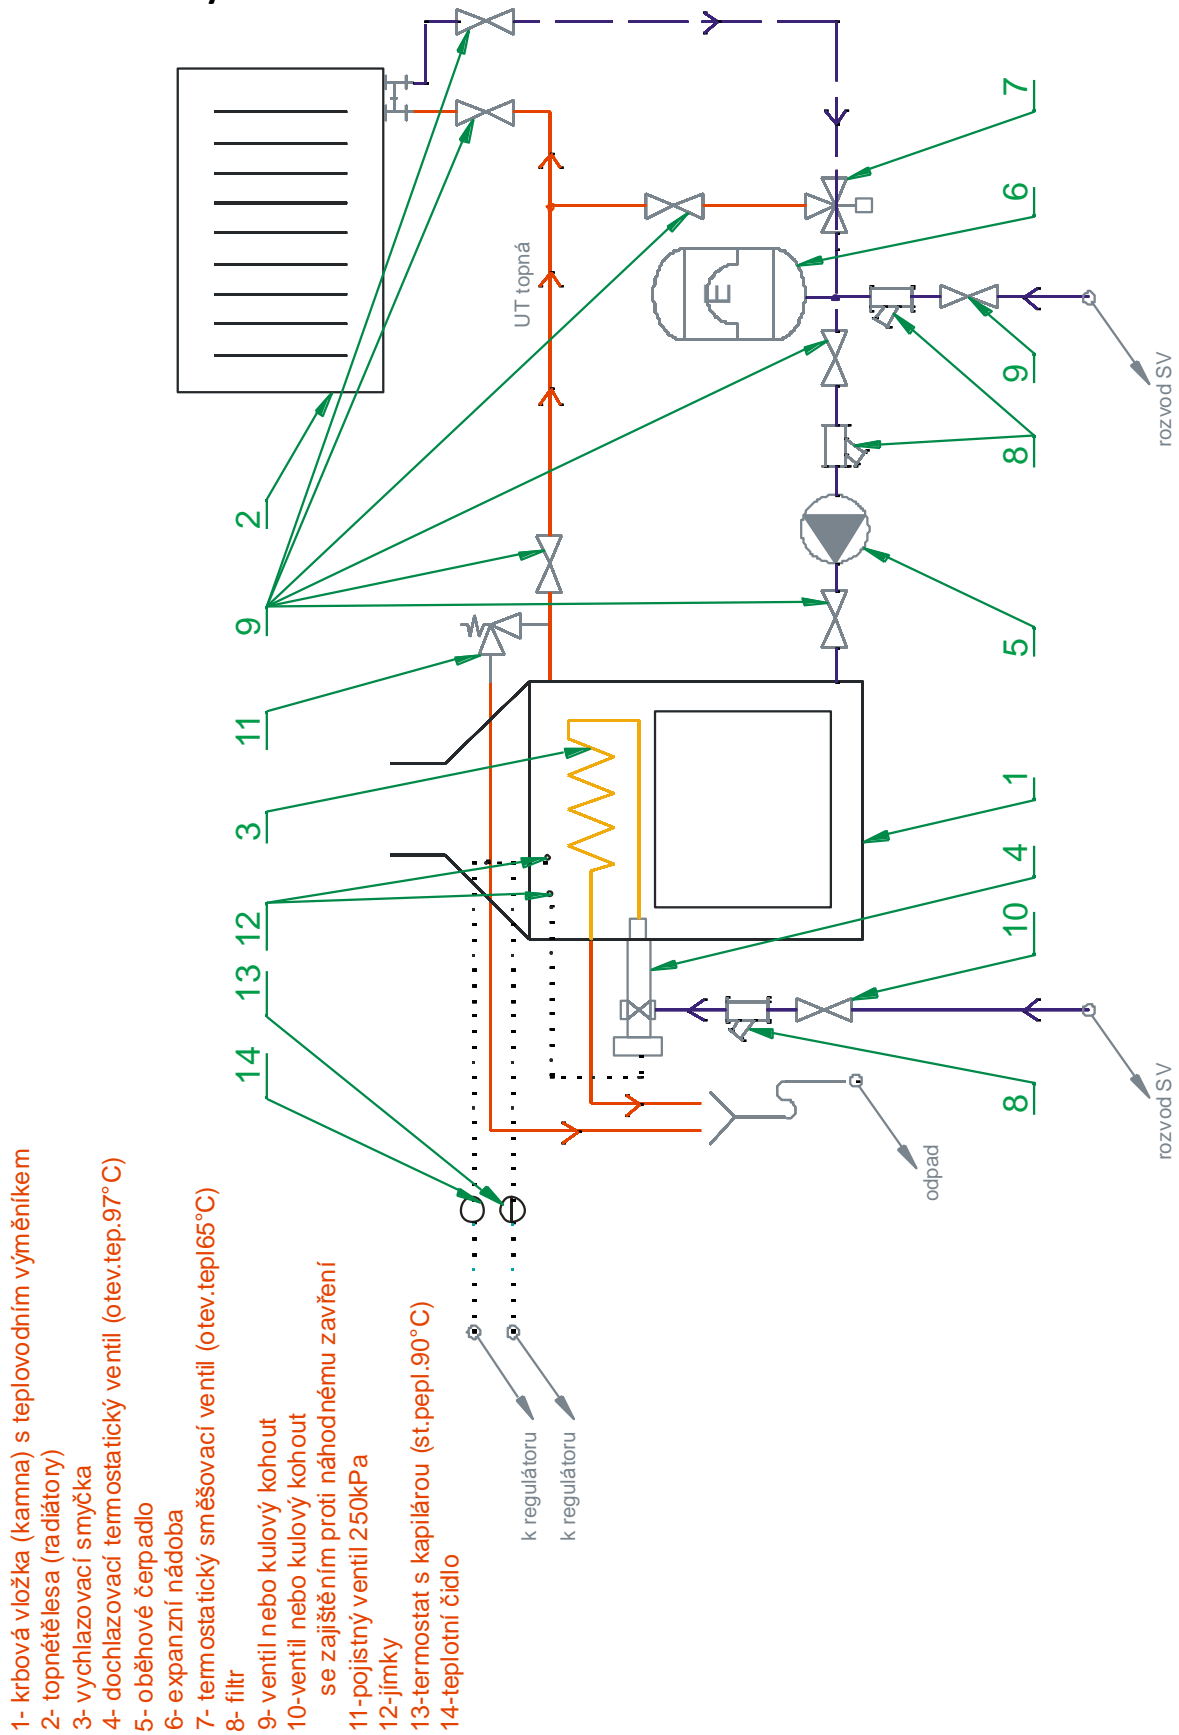 1- krbová vložka (kamna) s teplovodním výměníkem
2- topnétělesa (radiátory)
3- vychlazovací smyčka
4- dochlazovací termostatický ventil (otev.tep.97°C)
5- oběhové čerpadlo
6- expanzní nádoba
7- termostatický směšovací ventil (otev.tepl65°C)
8- filtr
9- ventil nebo kulový kohout
10-ventil nebo kulový kohout
se zajištěním proti náhodnému zavření
11-pojistný ventil 250kPa
12-jímky
13-termostat s kapilárou (st.pepl.90°C)
14-teplotní čidlo
14
13
12
3
11
9
2
k regulátoru
k regulátoru
UT topná
E
odpad
8
10
4
1
5
8
9
6
7
rozvod SV
rozvod SV